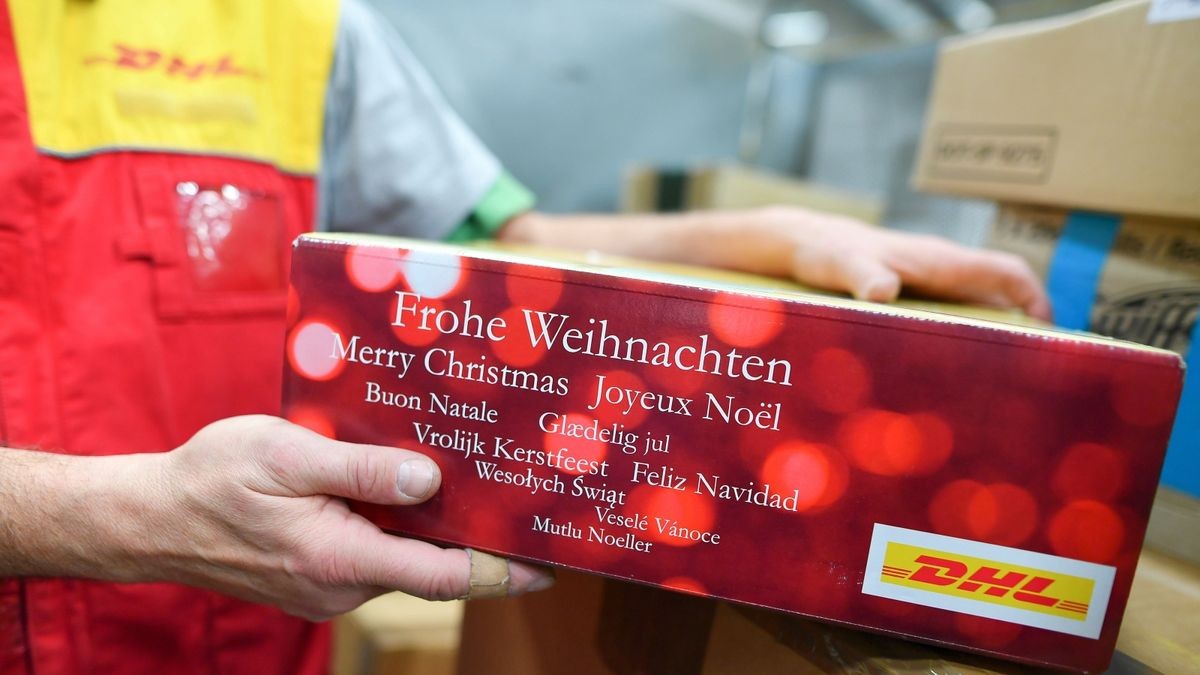 DHL
Frohe Weihnachten
Merry Christmas Joyeux Noël
Buon Natale Glædelig jul
Vrolijk Kerstfeest Feliz Navidad
Wesołych Świąt
Veselé Vánoce
Mutlu Noeller
DHL